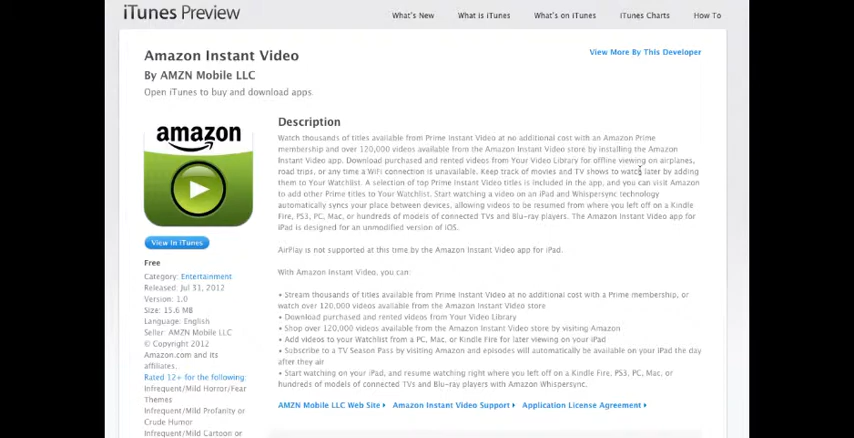 iTunes Preview
What's New
What is iTunes
What's on iTunes
iTunes Charts
How To
Amazon Instant Video
By AMZN Mobile LLC
Open iTunes to buy and download apps.
View More By This Developer
amazon
View In iTunes
Free
Category: Entertainment
Released: Jul 31, 2012
Version: 1.0
Size: 15.6 MB
Language: English
Seller: AMZN Mobile LLC
© Copyright 2012
Amazon.com and its
affiliates.
Rated 12+ for the following:
Infrequent/Mild Horror/Fear
Themes
Infrequent/Mild Profanity or
Crude Humor
Infrequent/Mild Cartoon or
Description
Watch thousands of titles available from Prime Instant Video at no additional cost with an Amazon Prime
membership and over 120,000 videos available from the Amazon Instant Video store by installing the Amazon
Instant Video app. Download purchased and rented videos from Your Video Library for offline viewing on airplanes,
road trips, or any time a WiFi connection is unavailable. Keep track of movies and TV shows to watch later by adding
them to Your Watchlist. A selection of top Prime Instant Video titles is included in the app, and you can visit Amazon
to add other Prime titles to Your Watchlist. Start watching a video on an iPad and Whispersync technology
automatically syncs your place between devices, allowing videos to be resumed from where you left off on a Kindle
Fire, PS3, PC, Mac, or hundreds of models of connected TVs and Blu-ray players. The Amazon Instant Video app for
iPad is designed for an unmodified version of iOS.
AirPlay is not supported at this time by the Amazon Instant Video app for iPad.
With Amazon Instant Video, you can:
• Stream thousands of titles available from Prime Instant Video at no additional cost with a Prime membership, or
watch over 120,000 videos available from the Amazon Instant Video store
• Download purchased and rented videos from Your Video Library
• Shop over 120,000 videos available from the Amazon Instant Video store by visiting Amazon
• Add videos to your Watchlist from a PC, Mac, or Kindle Fire for later viewing on your iPad
• Subscribe to a TV Season Pass by visiting Amazon and episodes will automatically be available on your iPad the day
after they air
• Start watching on your iPad, and resume watching right where you left off on a Kindle Fire, PS3, PC, Mac, or
hundreds of models of connected TVs and Blu-ray players with Amazon Whispersync.
AMZN Mobile LLC Web Site
Amazon Instant Video Support
Application License Agreement